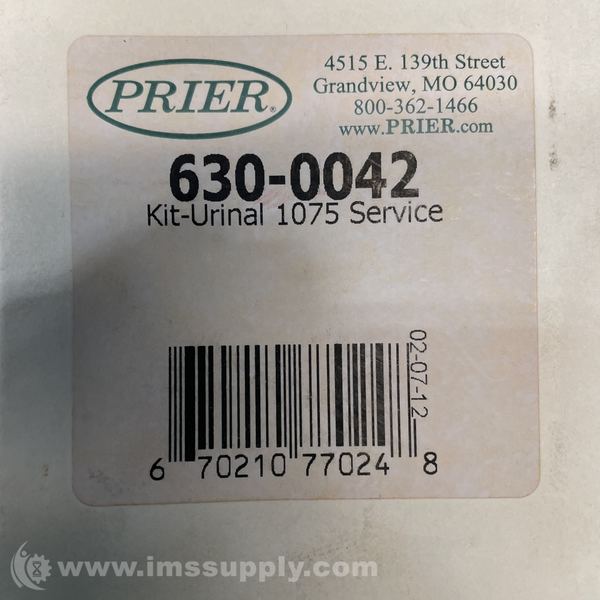 PRIER®
4515 E. 139th Street
Grandview, MO 64030
800-362-1466
www.PRIER.com
630-0042
Kit-Urinal 1075 Service
02-07-12
6 70210 77024 8
www.imssupply.com